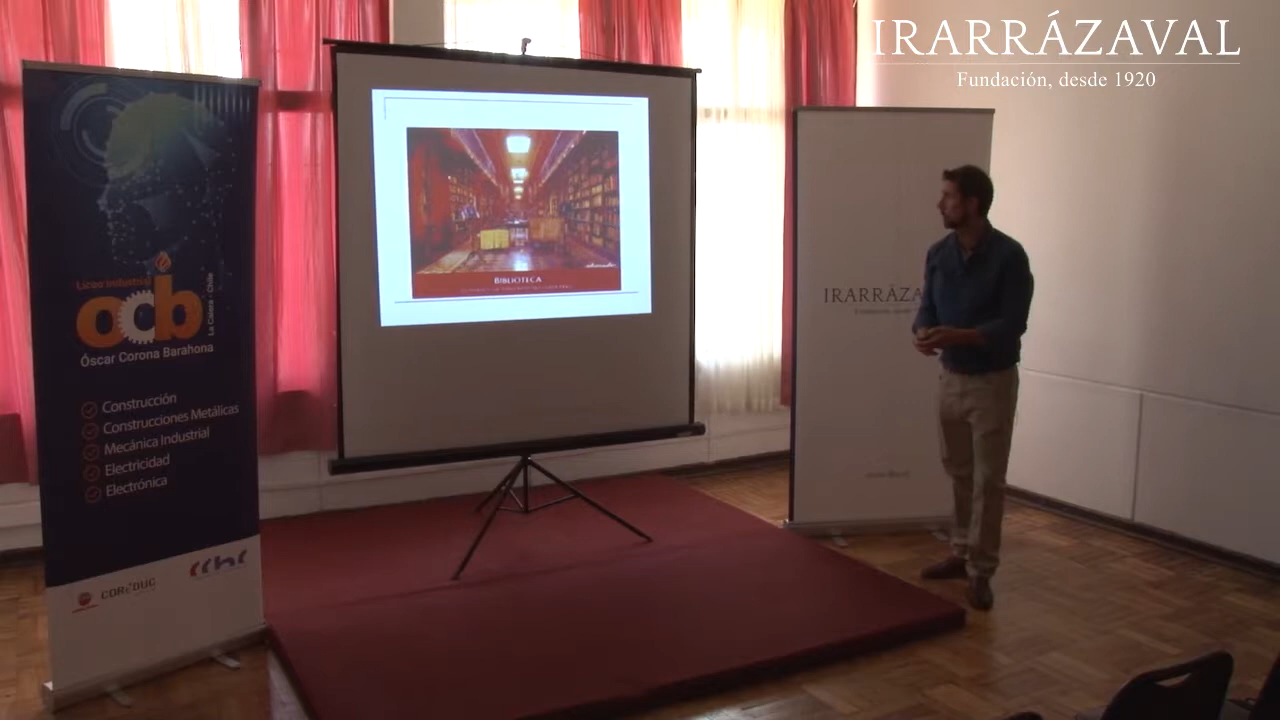 IRARRÁZAVAL
Fundación, desde 1920
Liceo Industrial
ocb
La Calera - Chile
Óscar Corona Barahona
Construcción
Construcciones Metálicas
Mecánica Industrial
Electricidad
Electrónica
CChC
BIBLIOTECA
IRARRÁZA